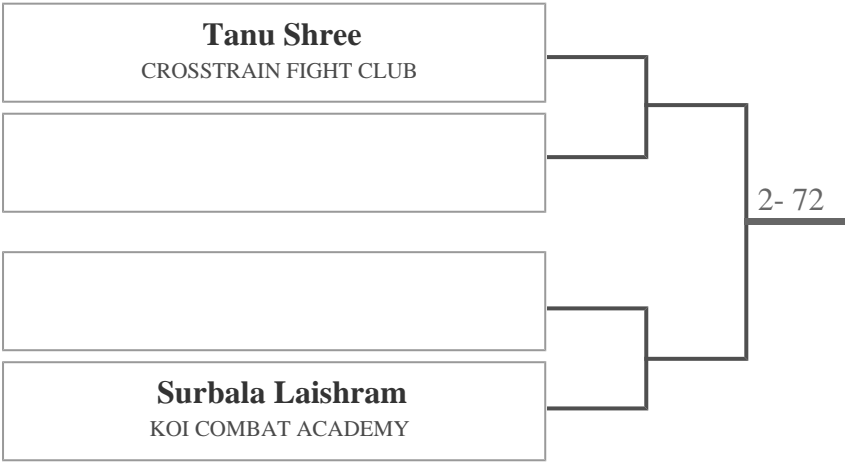 Tanu Shree
CROSSTRAIN FIGHT CLUB
2- 72
Surbala Laishram
KOI COMBAT ACADEMY